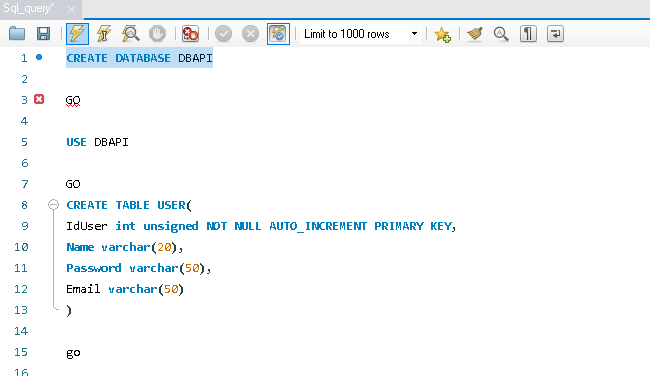 Sql_query*
Limit to 1000 rows
1 CREATE DATABASE DBAPI
2
3 GO
4
5 USE DBAPI
6
7 GO
8 CREATE TABLE USER(
9 IdUser int unsigned NOT NULL AUTO_INCREMENT PRIMARY KEY,
10 Name varchar(20),
11 Password varchar(50),
12 Email varchar(50)
13 )
14
15 go
16